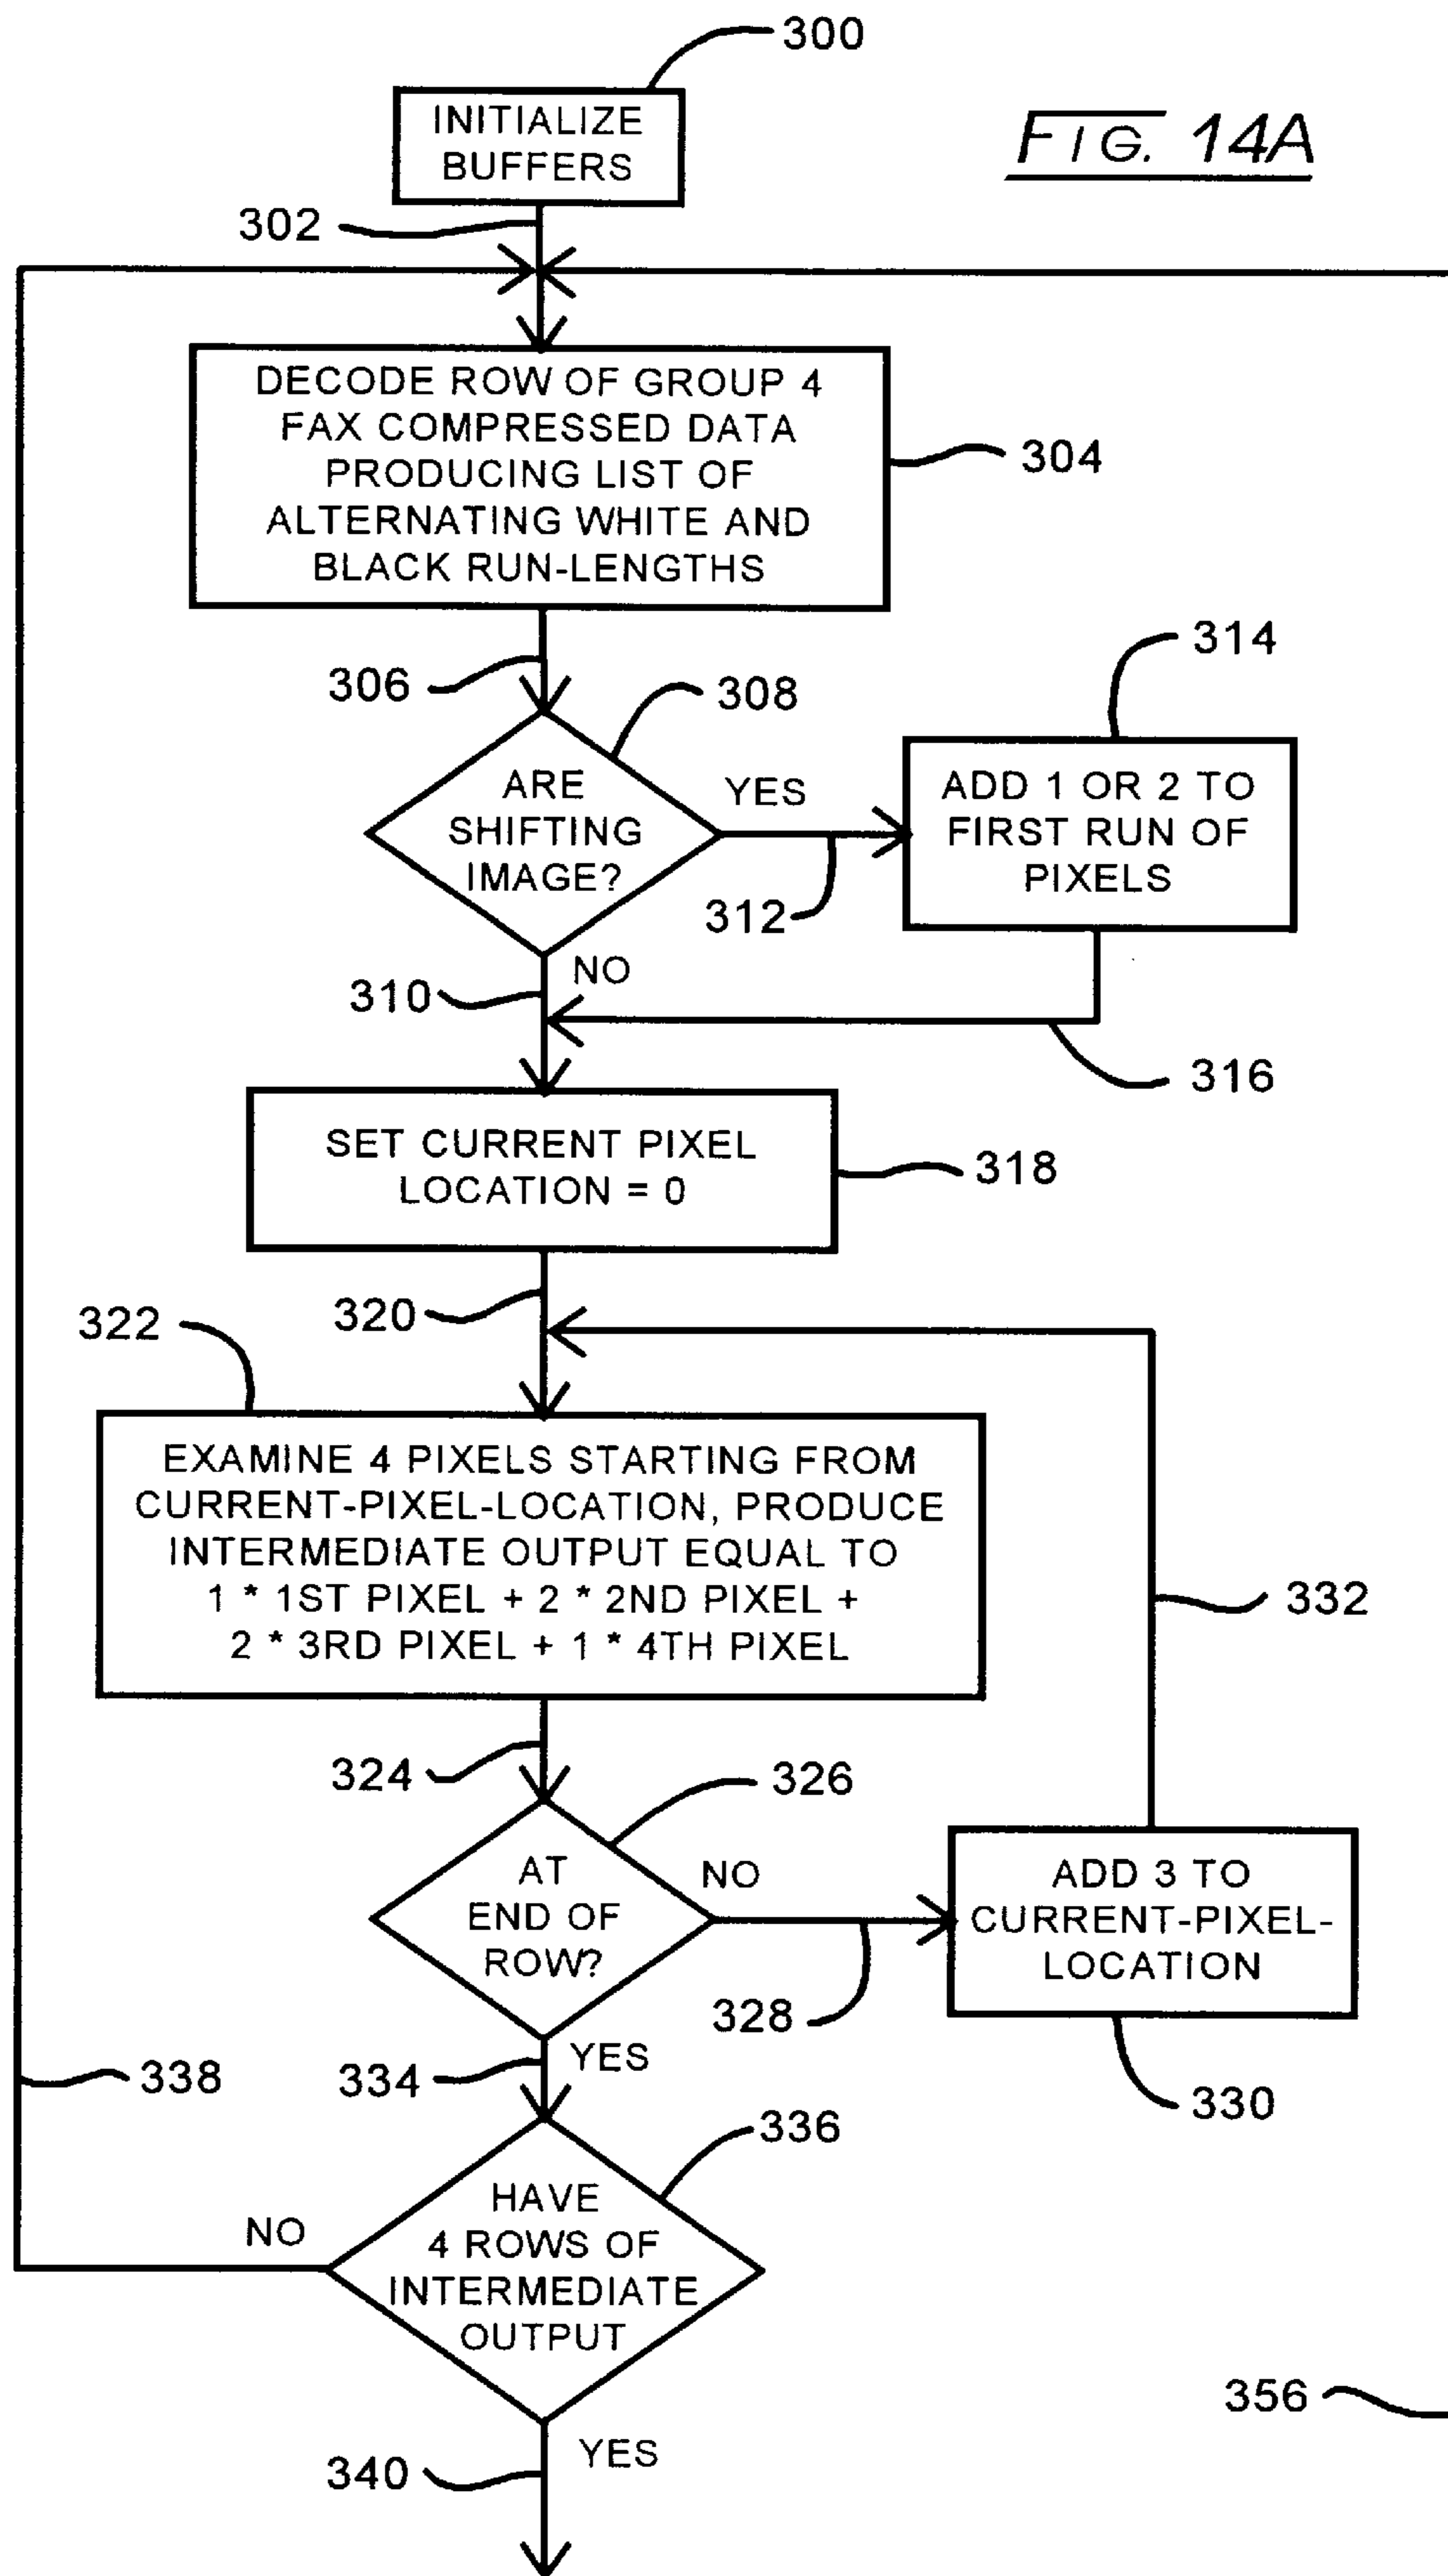 300
FIG. 14A
INITIALIZE
BUFFERS
302
DECODE ROW OF GROUP 4
FAX COMPRESSED DATA
PRODUCING LIST OF
ALTERNATING WHITE AND
BLACK RUN-LENGTHS
304
306
308
314
ARE
SHIFTING
IMAGE?
YES
312
ADD 1 OR 2 TO
FIRST RUN OF
PIXELS
NO
310
316
SET CURRENT PIXEL
LOCATION = 0
318
320
322
EXAMINE 4 PIXELS STARTING FROM
CURRENT-PIXEL-LOCATION, PRODUCE
INTERMEDIATE OUTPUT EQUAL TO
1 * 1ST PIXEL + 2 * 2ND PIXEL +
2 * 3RD PIXEL + 1 * 4TH PIXEL
332
324
326
AT
END OF
ROW?
NO
328
ADD 3 TO
CURRENT-PIXEL-
LOCATION
330
YES
334
338
336
HAVE
4 ROWS OF
INTERMEDIATE
OUTPUT
NO
356
YES
340